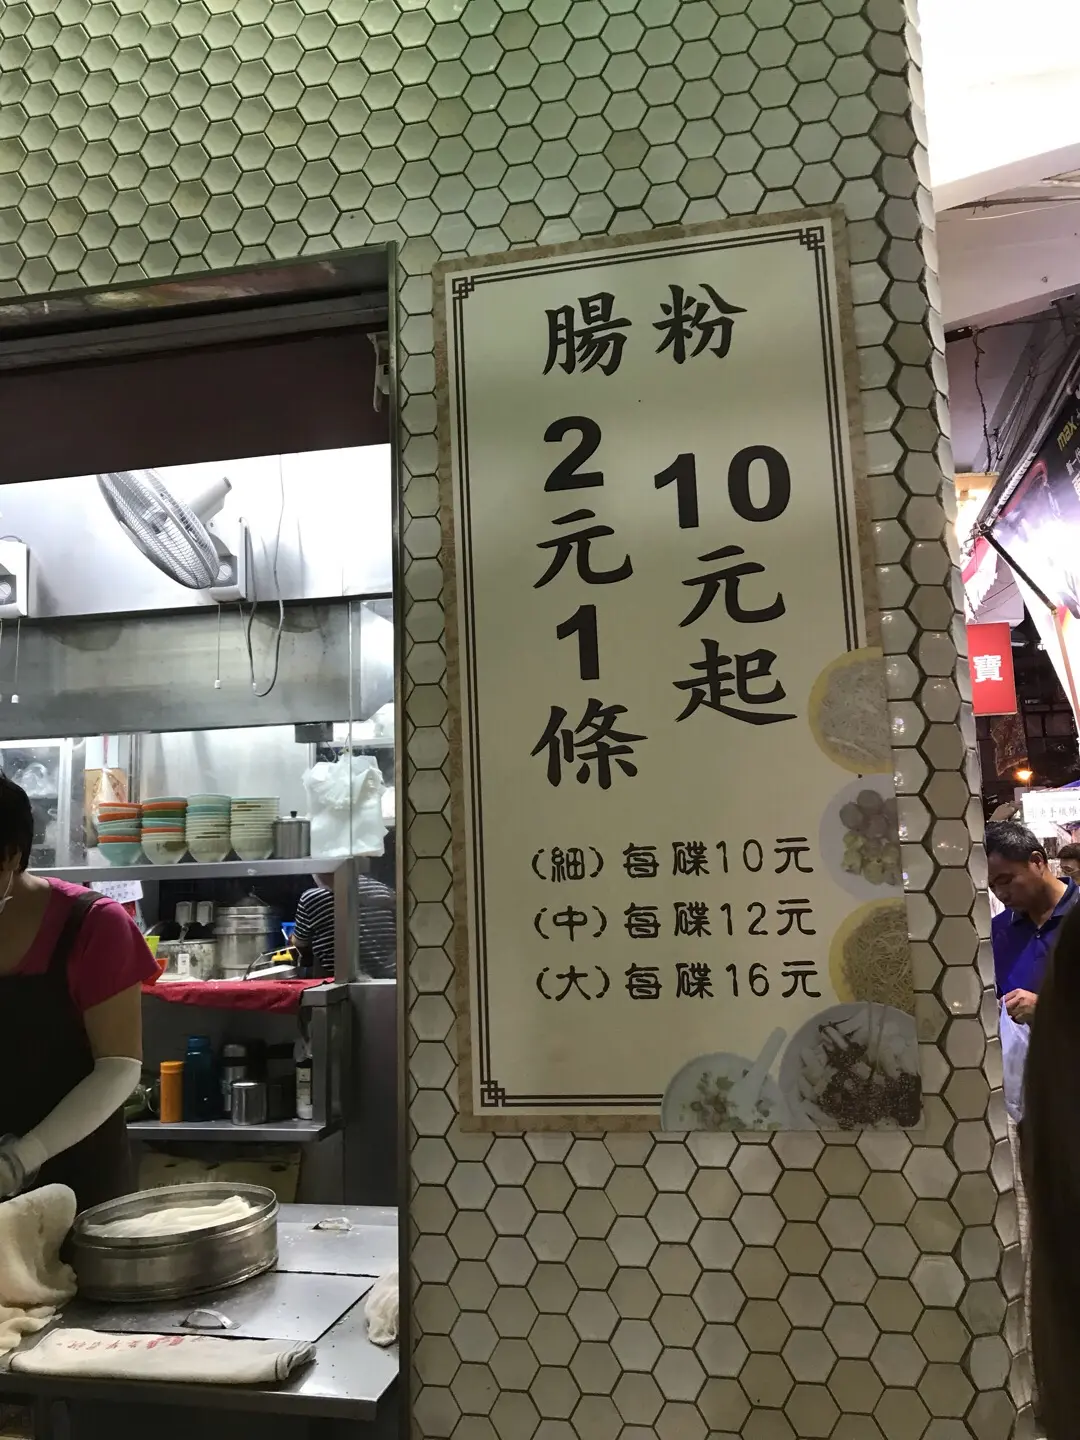 腸粉
2元1條
10元起
(細) 每碟10元
(中) 每碟12元
(大) 每碟16元
寶
max